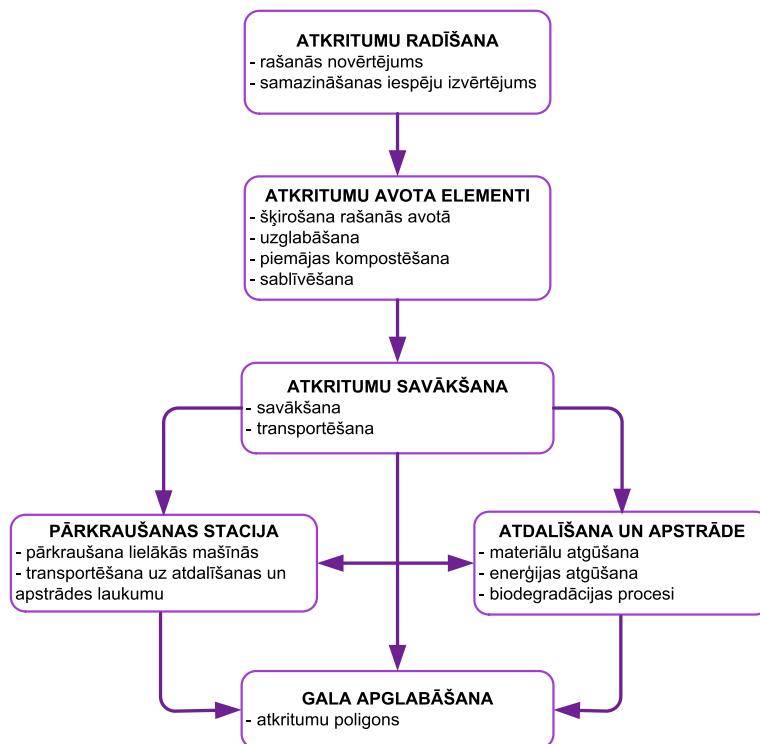 ATKRITUMU RADĪŠANA
- rašanās novērtējums
- samazināšanas iespēju izvērtējums
ATKRITUMU AVOTA ELEMENTI
- šķirošana rašanās avotā
- uzglabāšana
- piemājas kompostēšana
- sablīvēšana
ATKRITUMU SAVĀKŠANA
- savākšana
- transportēšana
PĀRKRAUŠANAS STACIJA
- pārkraušana lielākās mašīnās
- transportēšana uz atdalīšanas un
apstrādes laukumu
ATDALĪŠANA UN APSTRĀDE
- materiālu atgūšana
- enerģijas atgūšana
- biodegradācijas procesi
GALA APGLABĀŠANA
- atkritumu poligons